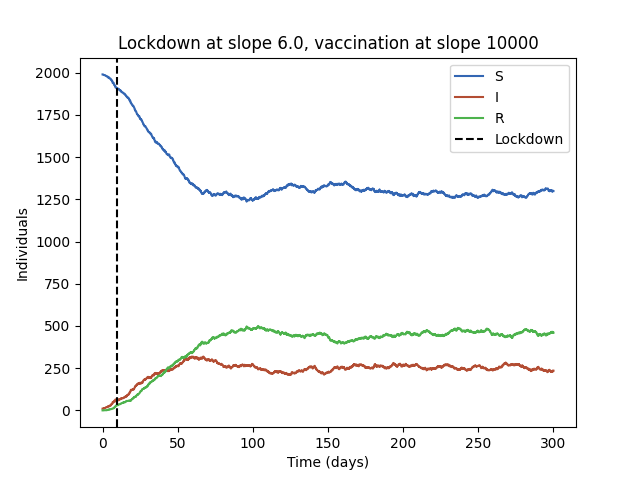 Lockdown at slope 6.0, vaccination at slope 10000
S
I
R
Lockdown
Individuals
2000
1750
1500
1250
1000
750
500
250
0
0 50 100 150 200 250 300
Time (days)